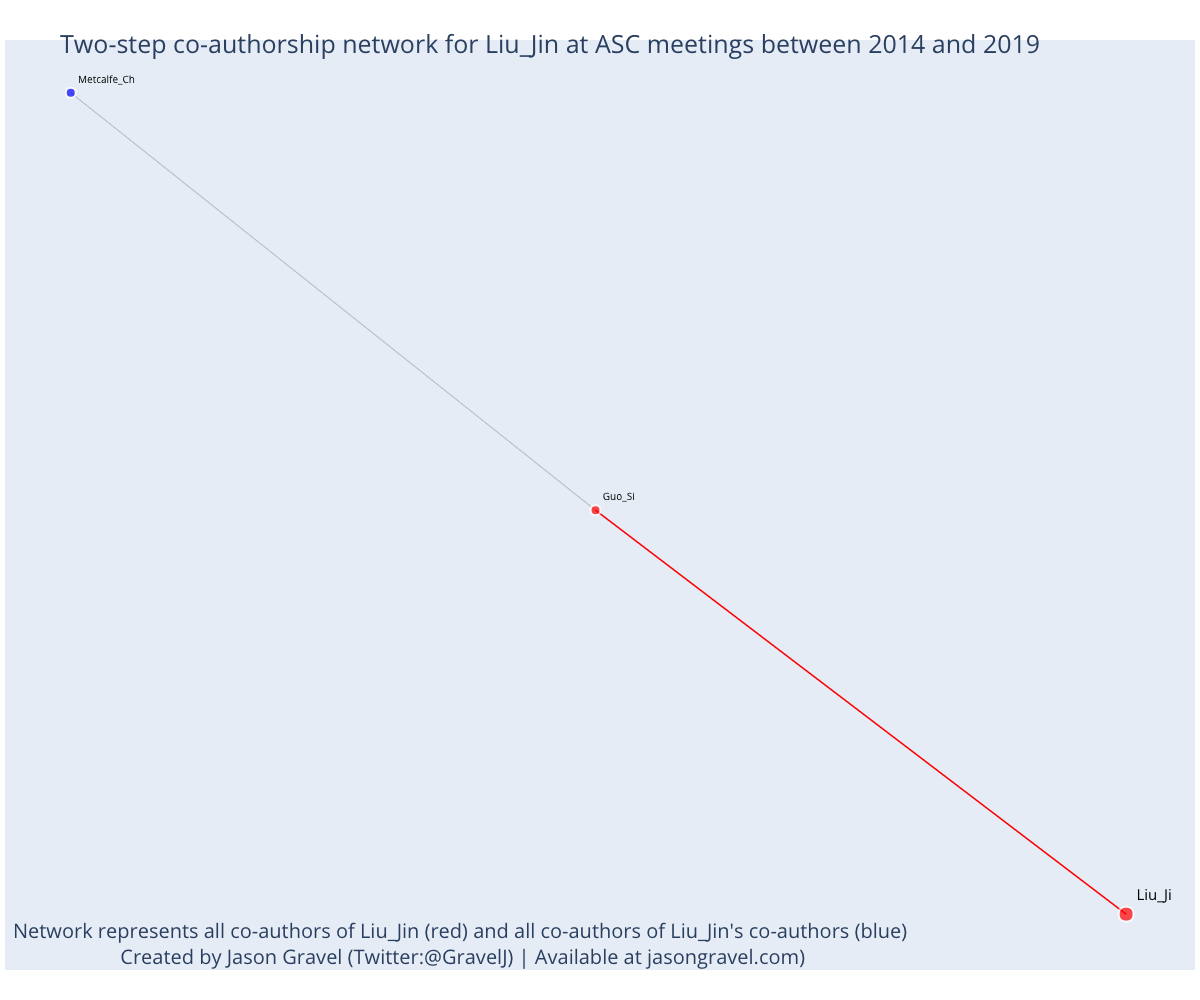 Two-step co-authorship network for Liu_Jin at ASC meetings between 2014 and 2019
Metcalfe_Ch
Guo_Si
Liu_Ji
Network represents all co-authors of Liu_Jin (red) and all co-authors of Liu_Jin's co-authors (blue)
Created by Jason Gravel (Twitter:@GravelJ) | Available at jasongravel.com)